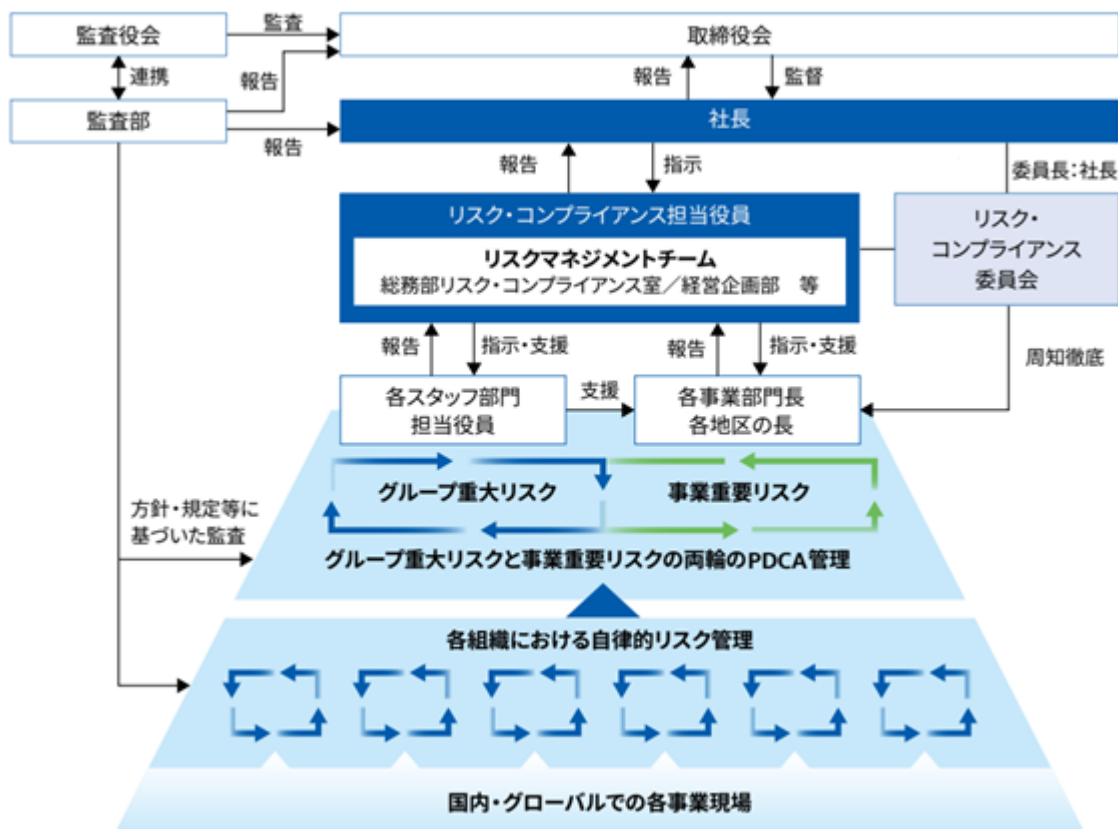 監査役会
監査
取締役会
連携
報告
報告
監督
監査部
報告
社長
報告
指示
委員長：社長
リスク・コンプライアンス担当役員
リスクマネジメントチーム
総務部リスク・コンプライアンス室／経営企画部　等
リスク・
コンプライアンス
委員会
報告
指示・支援
報告
指示・支援
周知徹底
各スタッフ部門
担当役員
支援
各事業部門長
各地区の長
グループ重大リスク
事業重要リスク
方針・規定等に
基づいた監査
グループ重大リスクと事業重要リスクの両輪のPDCA管理
各組織における自律的リスク管理
国内・グローバルでの各事業現場